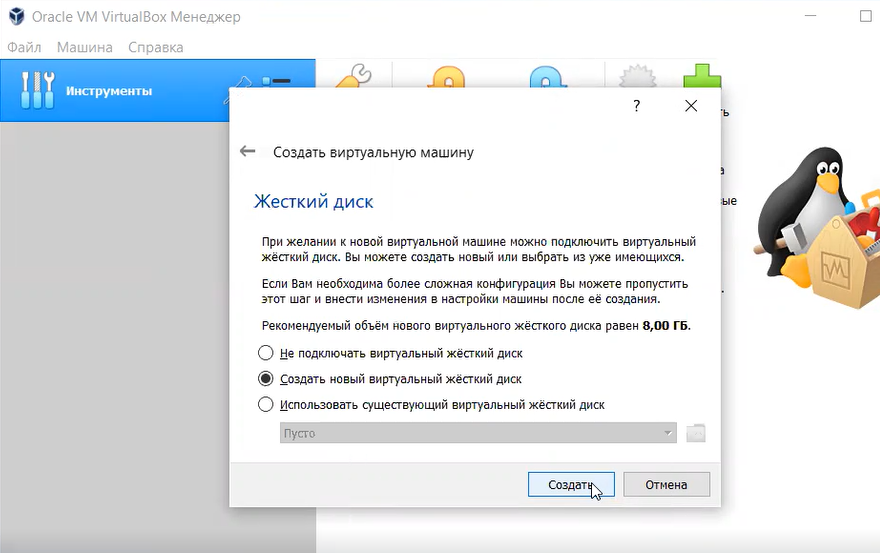 Oracle VM VirtualBox Менеджер
Файл Машина Справка
Инструменты
?
Создать виртуальную машину
Жесткий диск
При желании к новой виртуальной машине можно подключить виртуальный
жёсткий диск. Вы можете создать новый или выбрать из уже имеющихся.
Если Вам необходима более сложная конфигурация Вы можете пропустить
этот шаг и внести изменения в настройки машины после её создания.
Рекомендуемый объём нового виртуального жёсткого диска равен 8,00 ГБ.
Не подключать виртуальный жёсткий диск
Создать новый виртуальный жёсткий диск
Использовать существующий виртуальный жёсткий диск
Пусто
Создать Отмена